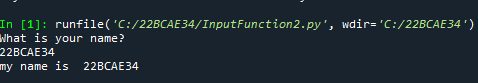 In [1]: runfile('C:/22BCAE34/InputFunction2.py', wdir='C:/22BCAE34')
What is your name?
22BCAE34
my name is  22BCAE34